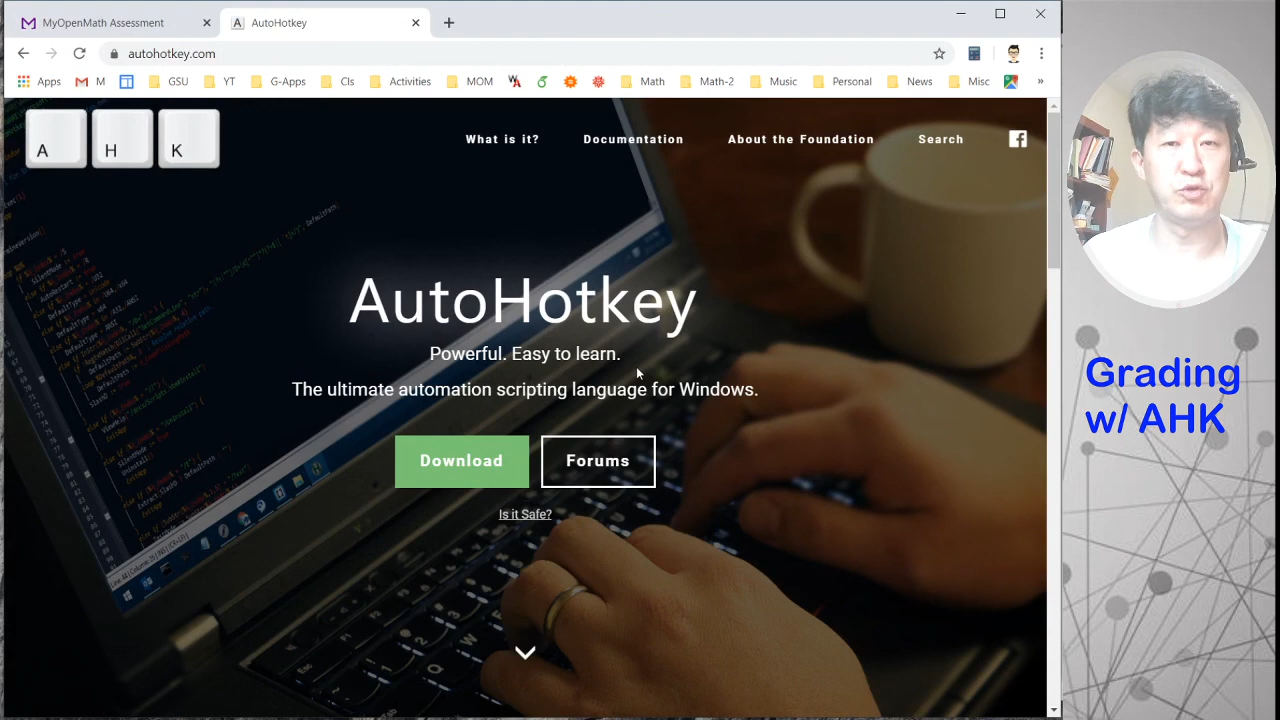 MyOpenMath Assessment
AutoHotkey
autohotkey.com
Apps M GSU YT G-Apps Cls Activities MOM Math Math-2 Music Personal News Misc »
A H K
What is it? Documentation About the Foundation Search
AutoHotkey
Powerful. Easy to learn.
The ultimate automation scripting language for Windows.
Download Forums
Is it Safe?
Grading
w/ AHK